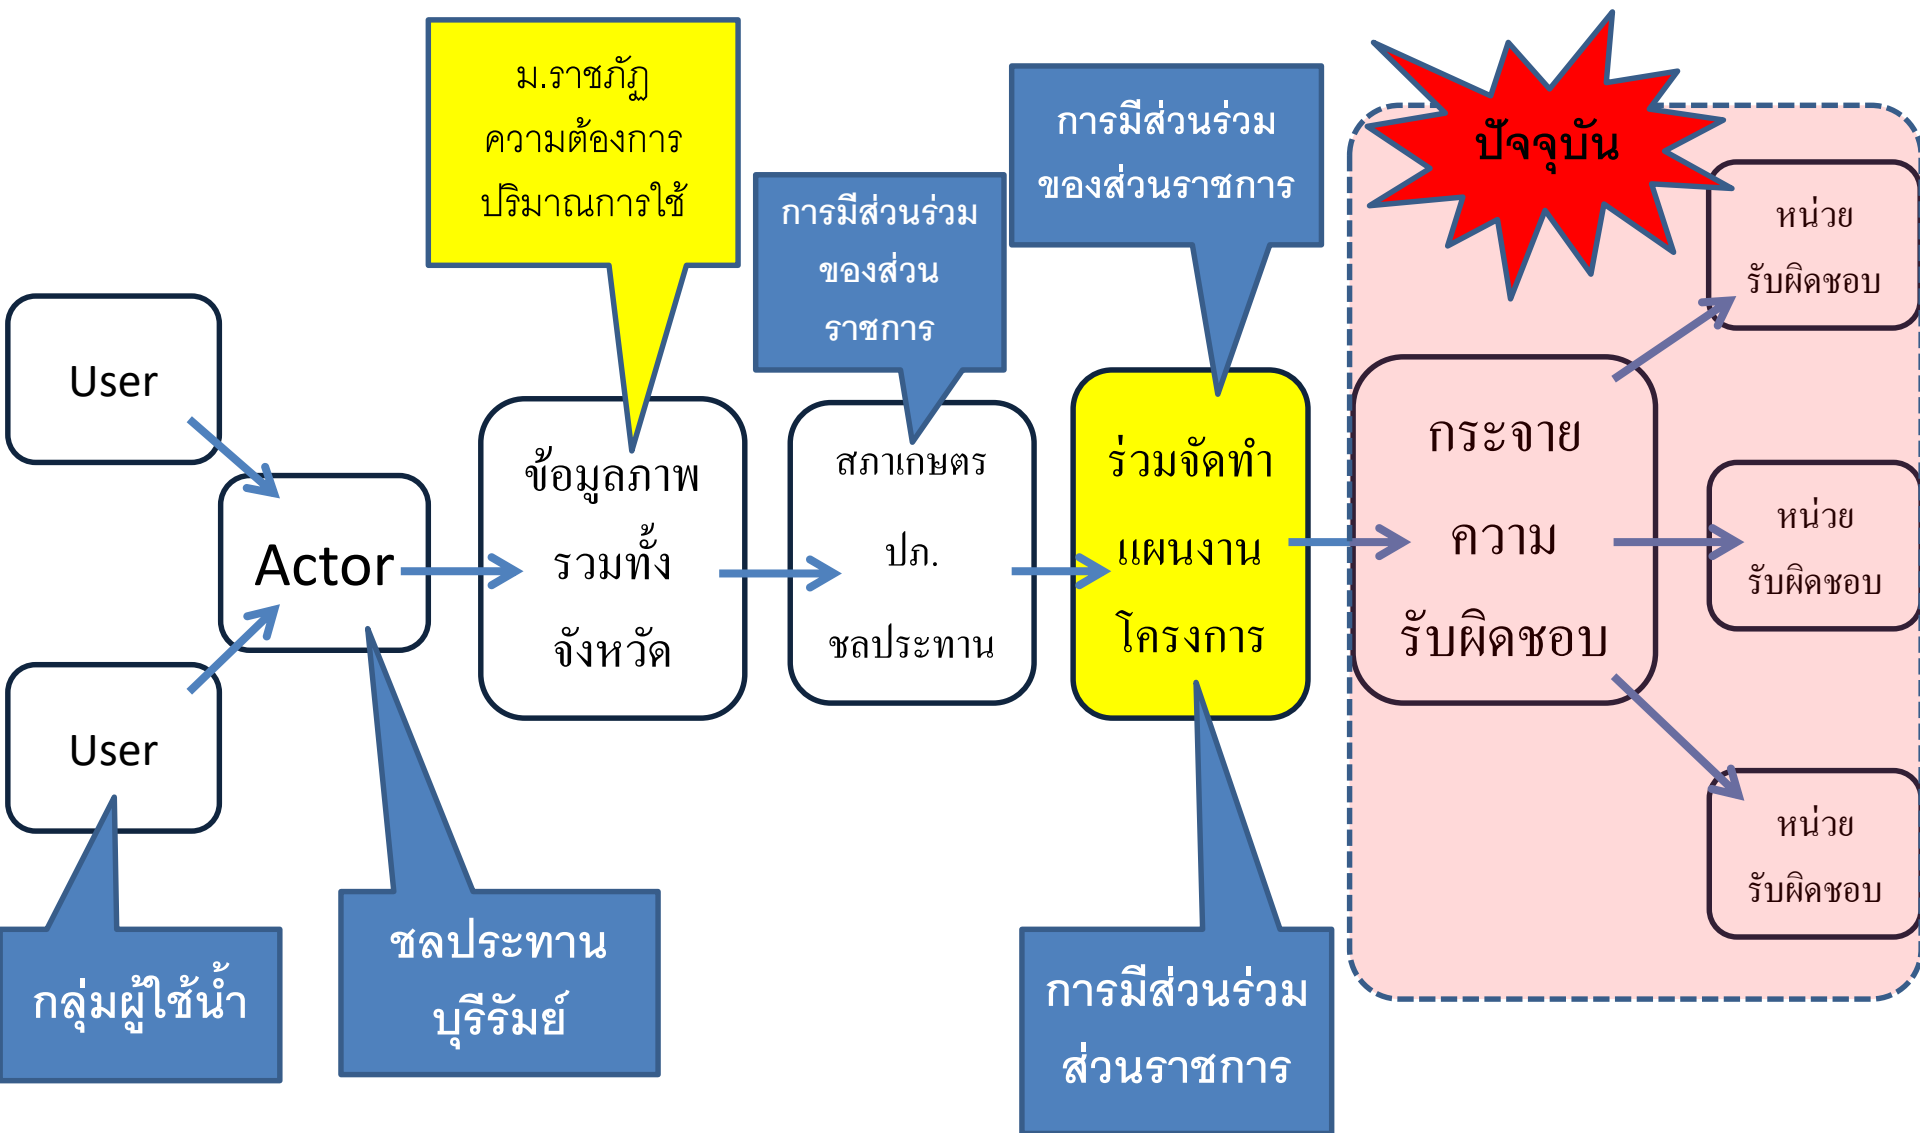 ม.ราชภัฏ
ความต้องการ
ปริมาณการใช้
การมีส่วนร่วม
ของส่วน
ราชการ
การมีส่วนร่วม
ของส่วนราชการ
ปัจจุบัน
User
User
Actor
ข้อมูลภาพ
รวมทั้ง
จังหวัด
สภาเกษตร
ปภ.
ชลประทาน
ร่วมจัดทำ
แผนงาน
โครงการ
กระจาย
ความ
รับผิดชอบ
หน่วย
รับผิดชอบ
หน่วย
รับผิดชอบ
หน่วย
รับผิดชอบ
กลุ่มผู้ใช้น้ำ
ชลประทาน
บุรีรัมย์
การมีส่วนร่วม
ส่วนราชการ